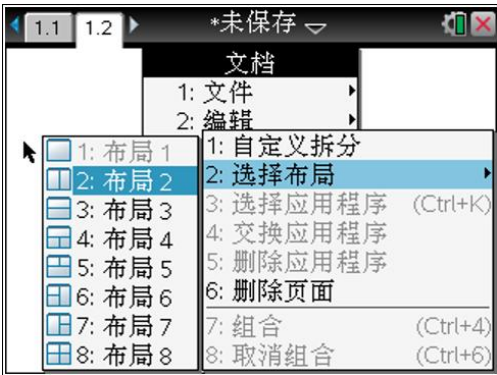 1.1 1.2 *未保存
文档
1: 文件
2: 编辑
1: 自定义拆分
2: 选择布局
3: 选择应用程序 (Ctrl+K)
4: 交换应用程序
5: 删除应用程序
6: 删除页面
7: 组合 (Ctrl+4)
8: 取消组合 (Ctrl+6)
1: 布局 1
2: 布局 2
3: 布局 3
4: 布局 4
5: 布局 5
6: 布局 6
7: 布局 7
8: 布局 8